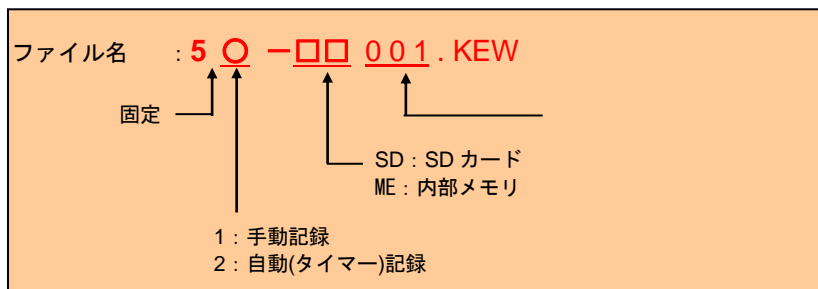 ファイル名 : 5 ○ －□□ 001.KEW
固定
SD：SD カード
ME：内部メモリ
1：手動記録
2：自動(タイマー)記録